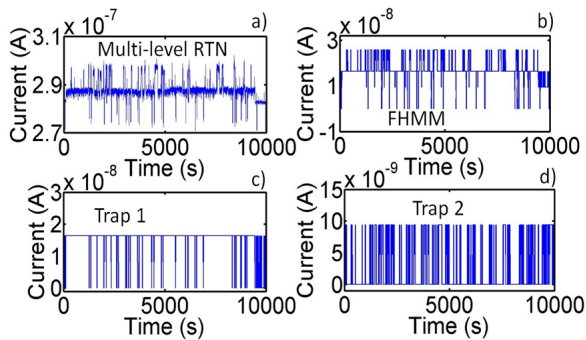 x 10⁻⁷
a)
3.1
2.9
2.7
Current (A)
Multi-level RTN
0
5000
10000
Time (s)
x 10⁻⁸
b)
3
1
-1
Current (A)
FHMM
0
5000
10000
Time (s)
x 10⁻⁸
c)
3
2
1
0
Current (A)
Trap 1
0
5000
10000
Time (s)
x 10⁻⁹
d)
15
10
5
0
Current (A)
Trap 2
0
5000
10000
Time (s)